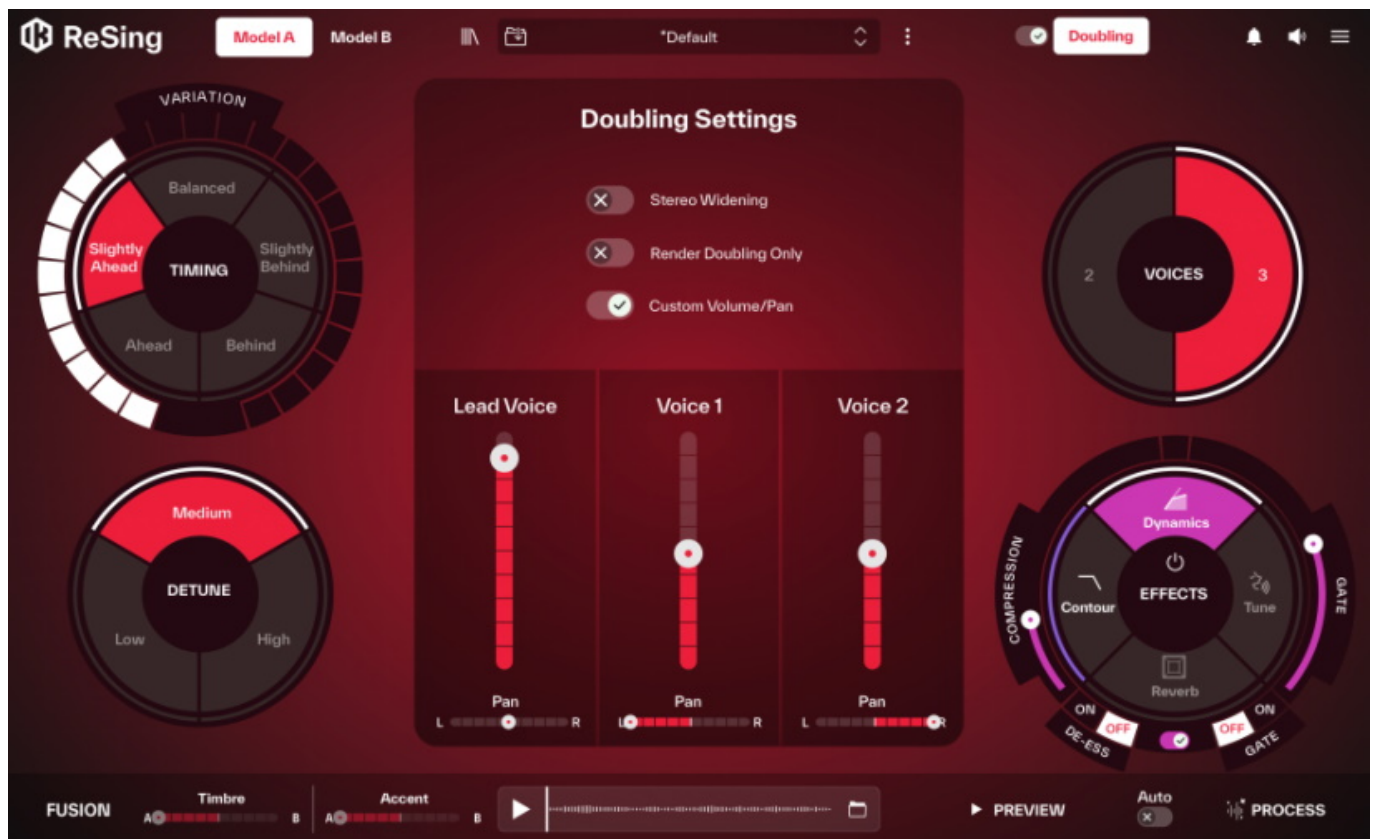 ReSing
Model A
Model B
*Default
Doubling
VARIATION
Balanced
Slightly
Ahead
TIMING
Slightly
Behind
Ahead
Behind
Doubling Settings
Stereo Widening
Render Doubling Only
Custom Volume/Pan
2
VOICES
3
Lead Voice
Voice 1
Voice 2
Pan
L
R
Pan
L
Pan
L
R
Medium
DETUNE
Low
High
COMPRESSION
Dynamics
GATE
Contour
EFFECTS
Tune
Reverb
ON
OFF
DE-ESS
ON
OFF
GATE
FUSION
Timbre
A
B
Accent
A
B
PREVIEW
Auto
PROCESS